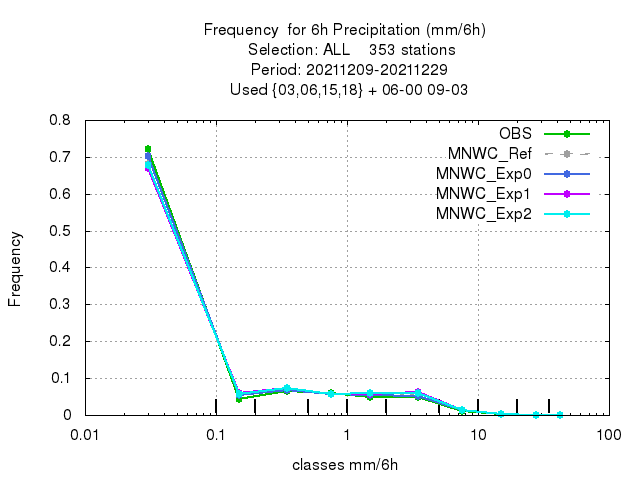 Frequency  for 6h Precipitation (mm/6h)
Selection: ALL    353 stations
Period: 20211209-20211229
Used {03,06,15,18} + 06-00 09-03
OBS
MNWC_Ref
MNWC_Exp0
MNWC_Exp1
MNWC_Exp2
0.8
0.7
0.6
0.5
0.4
0.3
0.2
0.1
0
Frequency
0.01 0.1 1 10 100
classes mm/6h